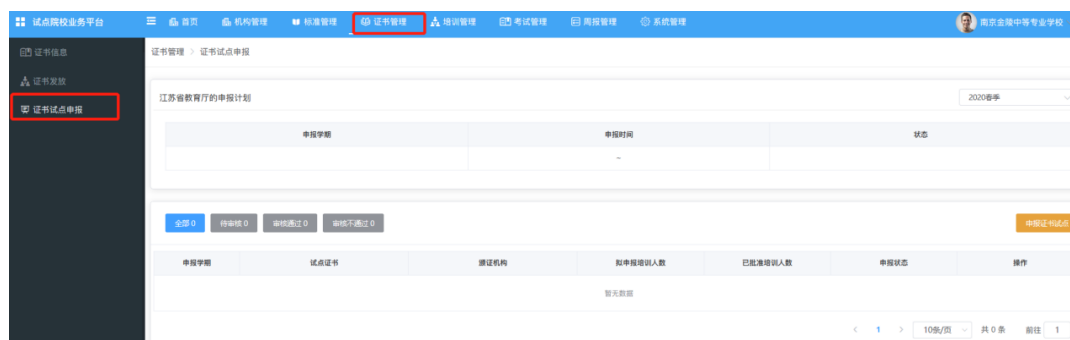 试点院校业务平台 首页 机构管理 标准管理 证书管理 培训管理 考试管理 周报管理 系统管理 南京金陵中等专业学校
证书信息
证书发放
证书试点申报
证书管理 > 证书试点申报
江苏省教育厅的申报计划 2020春季
申报学期 申报时间 状态
–
全部 0 待审核 0 审核通过 0 审核不通过 0 申报证书试点
申报学期 试点证书 颁证机构 拟申报培训人数 已批准培训人数 申报状态 操作
暂无数据
< 1 > 10条/页 共 0 条 前往 1